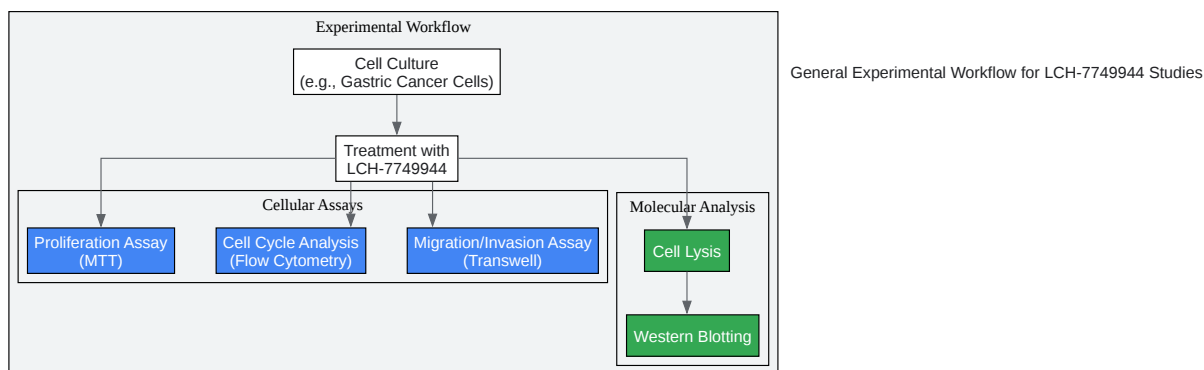 Experimental Workflow
Cell Culture
(e.g., Gastric Cancer Cells)
General Experimental Workflow for LCH-7749944 Studies
Treatment with
LCH-7749944
Cellular Assays
Molecular Analysis
Proliferation Assay
(MTT)
Cell Cycle Analysis
(Flow Cytometry)
Migration/Invasion Assay
(Transwell)
Cell Lysis
Western Blotting